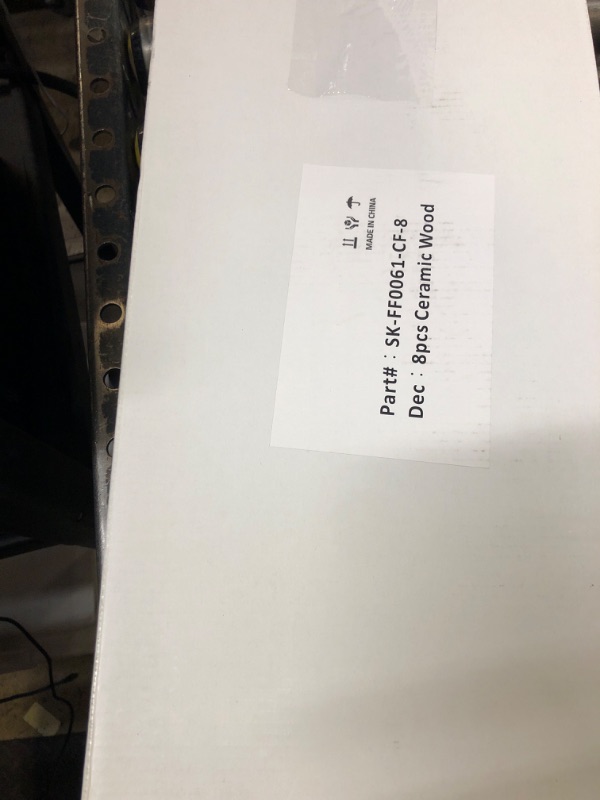 MADE IN CHINA
Part# : SK-FF0061-CF-8
Dec : 8pcs Ceramic Wood